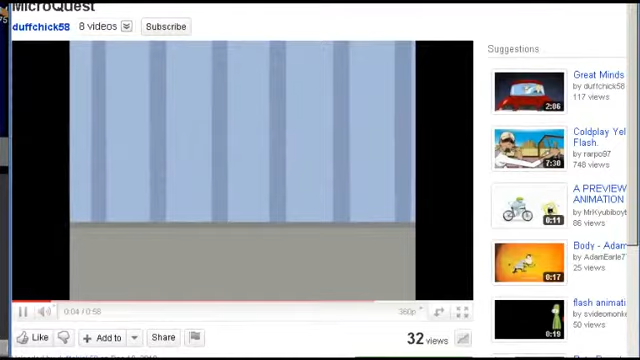 MicroQuest
duffchick58 8 videos Subscribe
Suggestions
Great Minds
by duffchick58
117 views
2:06
Coldplay Yel
Flash.
by rarpo97
748 views
7:30
A PREVIEW
ANIMATION
by MrKyubiboyt
86 views
0:11
Body - Adam
by AdamEarle7
25 views
0:17
flash animati
by svideomonke
50 views
0:19
0:04 / 0:58 360p
Like Add to Share 32 views